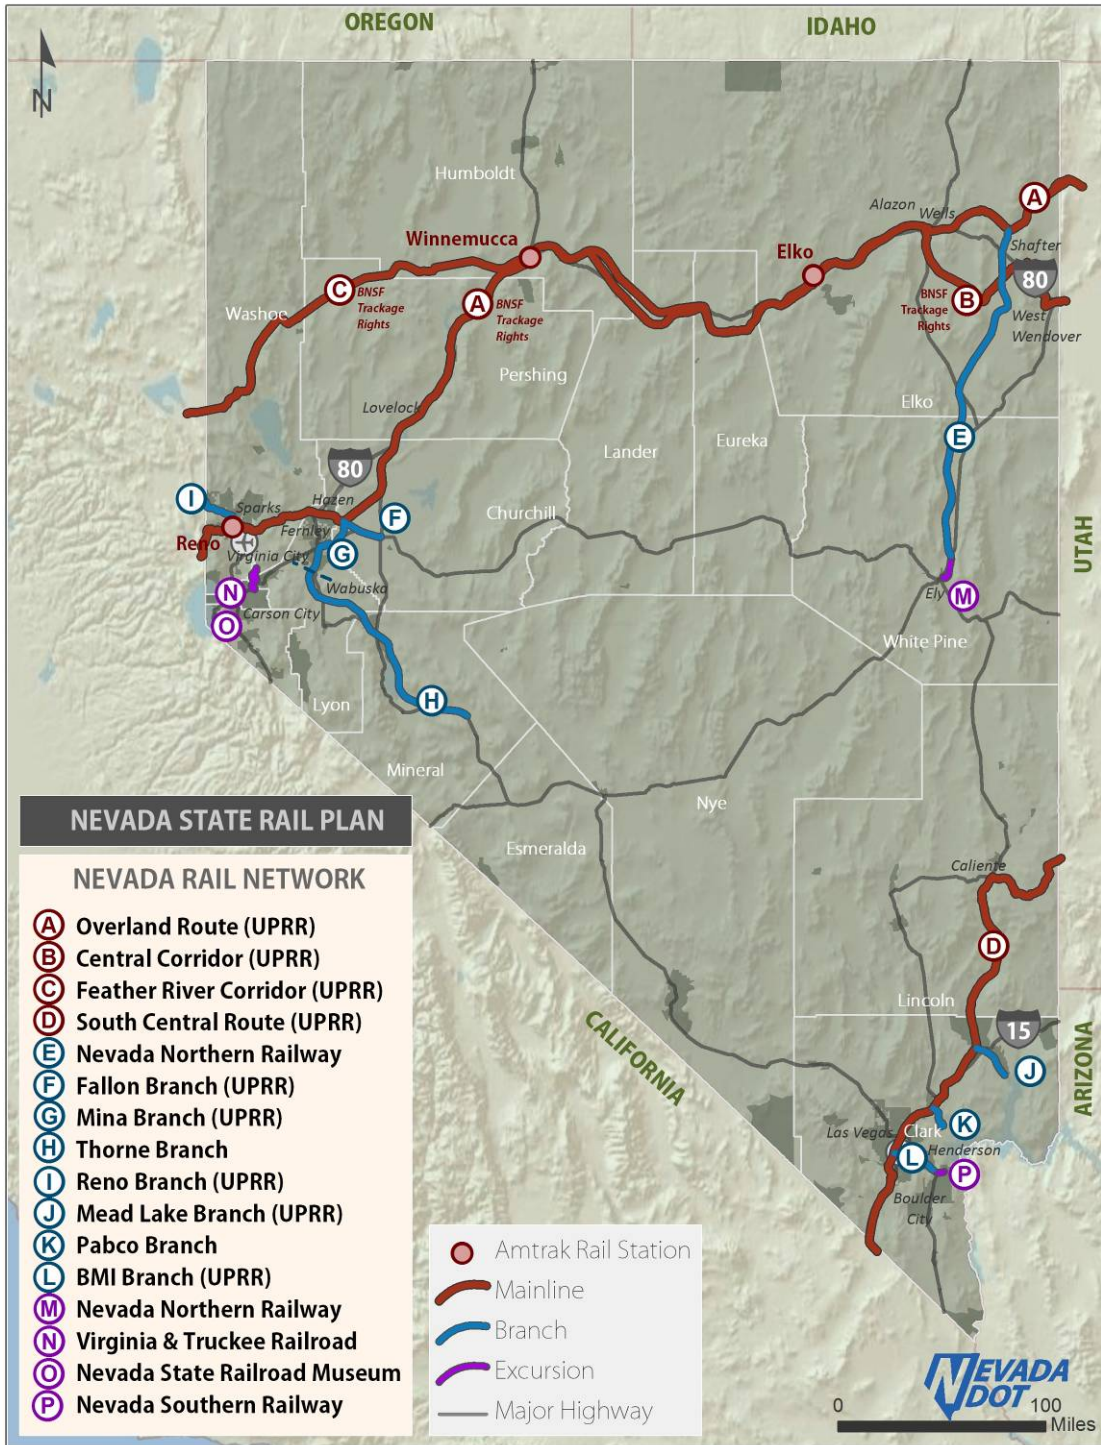 OREGON
IDAHO
N
Humboldt
Alazon
Wells
A
Winnemucca
Elko
Shafter
C
BNSF
Trackage
Rights
A
BNSF
Trackage
Rights
BNSF
Trackage
Rights
B
80
Washoe
West
Wendover
Pershing
Lovelock
Elko
Lander
Eureka
E
80
I
Sparks
Hazen
F
Churchill
Reno
Fernley
G
Virginia City
UTAH
N
Wabuska
Ely
M
Carson City
O
White Pine
Lyon
H
Mineral
Nye
Esmeralda
Caliente
D
Lincoln
15
CALIFORNIA
J
ARIZONA
K
Las Vegas
Clark
L
Henderson
P
Boulder
City
NEVADA STATE RAIL PLAN
NEVADA RAIL NETWORK
A Overland Route (UPRR)
B Central Corridor (UPRR)
C Feather River Corridor (UPRR)
D South Central Route (UPRR)
E Nevada Northern Railway
F Fallon Branch (UPRR)
G Mina Branch (UPRR)
H Thorne Branch
I Reno Branch (UPRR)
J Mead Lake Branch (UPRR)
K Pabco Branch
L BMI Branch (UPRR)
M Nevada Northern Railway
N Virginia & Truckee Railroad
O Nevada State Railroad Museum
P Nevada Southern Railway
Amtrak Rail Station
Mainline
Branch
Excursion
Major Highway
NEVADA
DOT
0 100
Miles